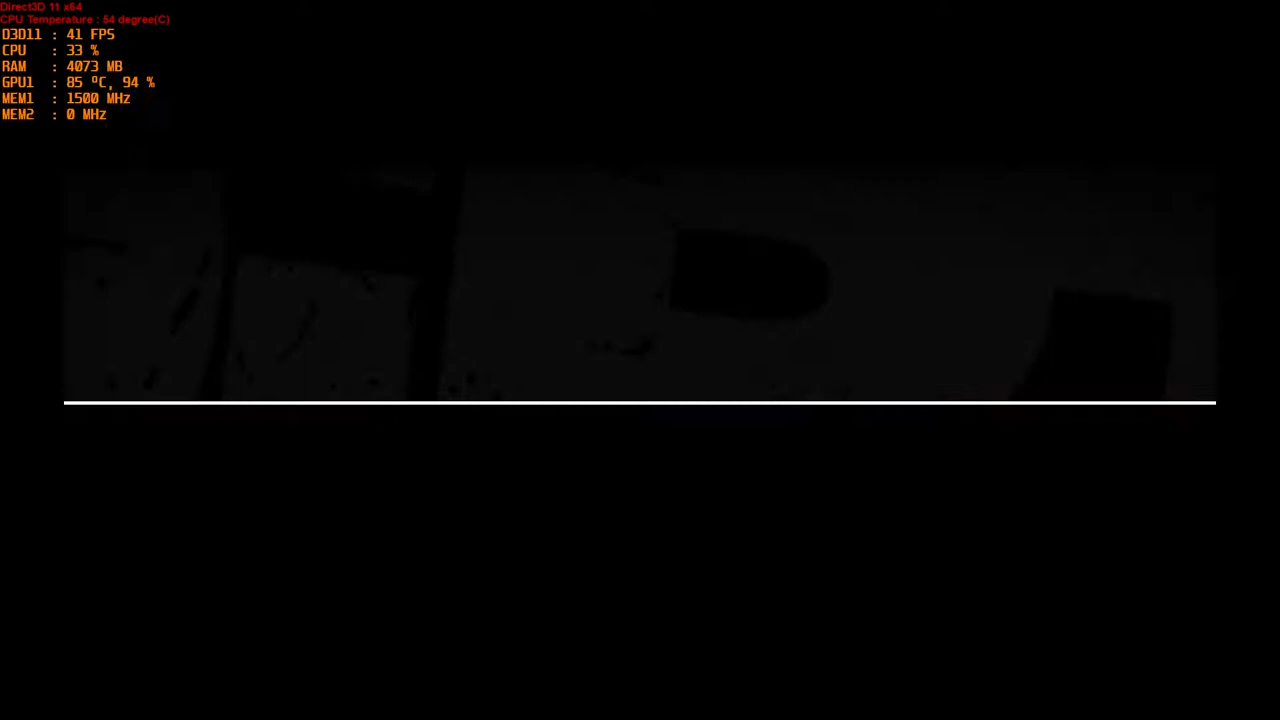 Direct3D 11 x64
CPU Temperature : 54 degree(C)
D3D11 : 41 FPS
CPU : 33 %
RAM : 4073 MB
GPU1 : 85 ºC, 94 %
MEM1 : 1500 MHz
MEM2 : 0 MHz